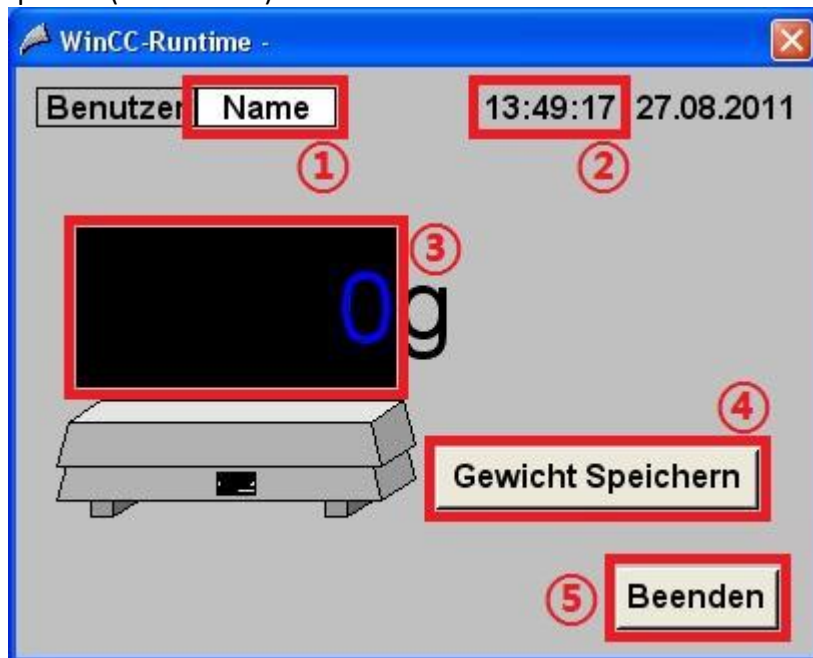 WinCC-Runtime -
Benutzer Name 13:49:17 27.08.2011
① ②
③
0g
④
Gewicht Speichern
⑤ Beenden